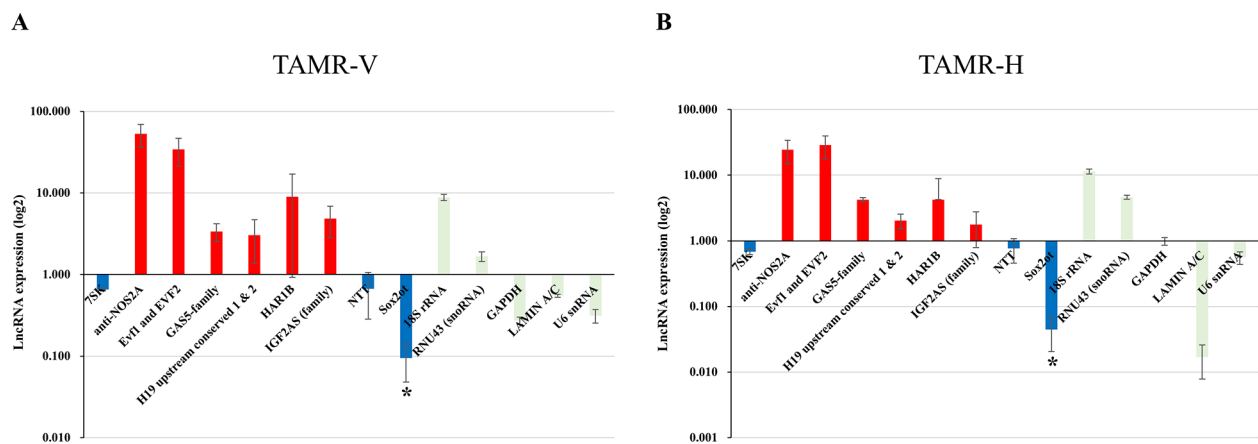 A
TAMR-V
LncRNA expression (log2)
100.000
10.000
1.000
0.100
0.010
7SK
anti-NOS2A
Evf1 and EVF2
GAS5-family
H19 upstream conserved 1 & 2
HAR1B
IGF2AS (family)
NTT
Sox2ot
18S rRNA
RNU43 (snoRNA)
GAPDH
LAMIN A/C
U6 snRNA
*
B
TAMR-H
LncRNA expression (log2)
100.000
10.000
1.000
0.100
0.010
0.001
7SK
anti-NOS2A
Evf1 and EVF2
GAS5-family
H19 upstream conserved 1 & 2
HAR1B
IGF2AS (family)
NTT
Sox2ot
18S rRNA
RNU43 (snoRNA)
GAPDH
LAMIN A/C
U6 snRNA
*